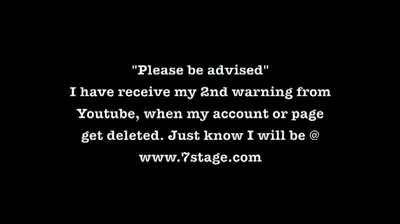 "Please be advised"
I have receive my 2nd warning from
Youtube, when my account or page
get deleted. Just know I will be @
www.7stage.com